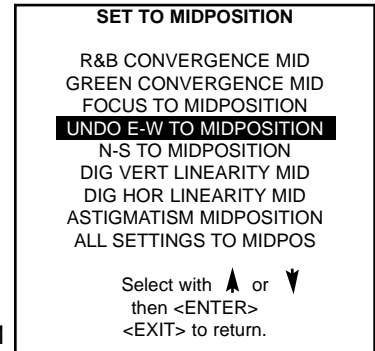 SET TO MIDPOSITION
R&B CONVERGENCE MID
GREEN CONVERGENCE MID
FOCUS TO MIDPOSITION
UNDO E-W TO MIDPOSITION
N-S TO MIDPOSITION
DIG VERT LINEARITY MID
DIG HOR LINEARITY MID
ASTIGMATISM MIDPOSITION
ALL SETTINGS TO MIDPOS
Select with or
then <ENTER>
<EXIT> to return.